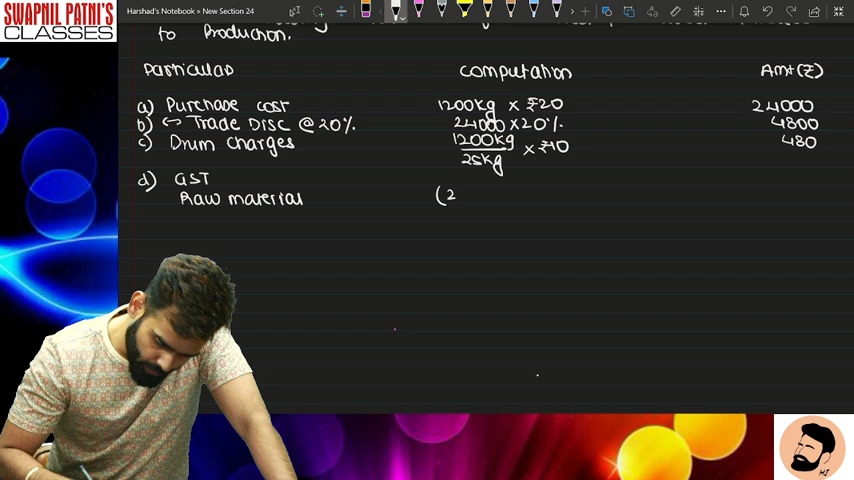 SWAPNIL PATNI'S
CLASSES
Harshad's Notebook » New Section 24
to Production.
Particulars Computation Amt(₹)
a) Purchase cost 1200kg × ₹20 24000
b) (-) Trade Disc @ 20%. 24000 × 20%. 4800
c) Drum charges 1200kg / 25kg × ₹10 480
d) GST
Raw material (2
HS